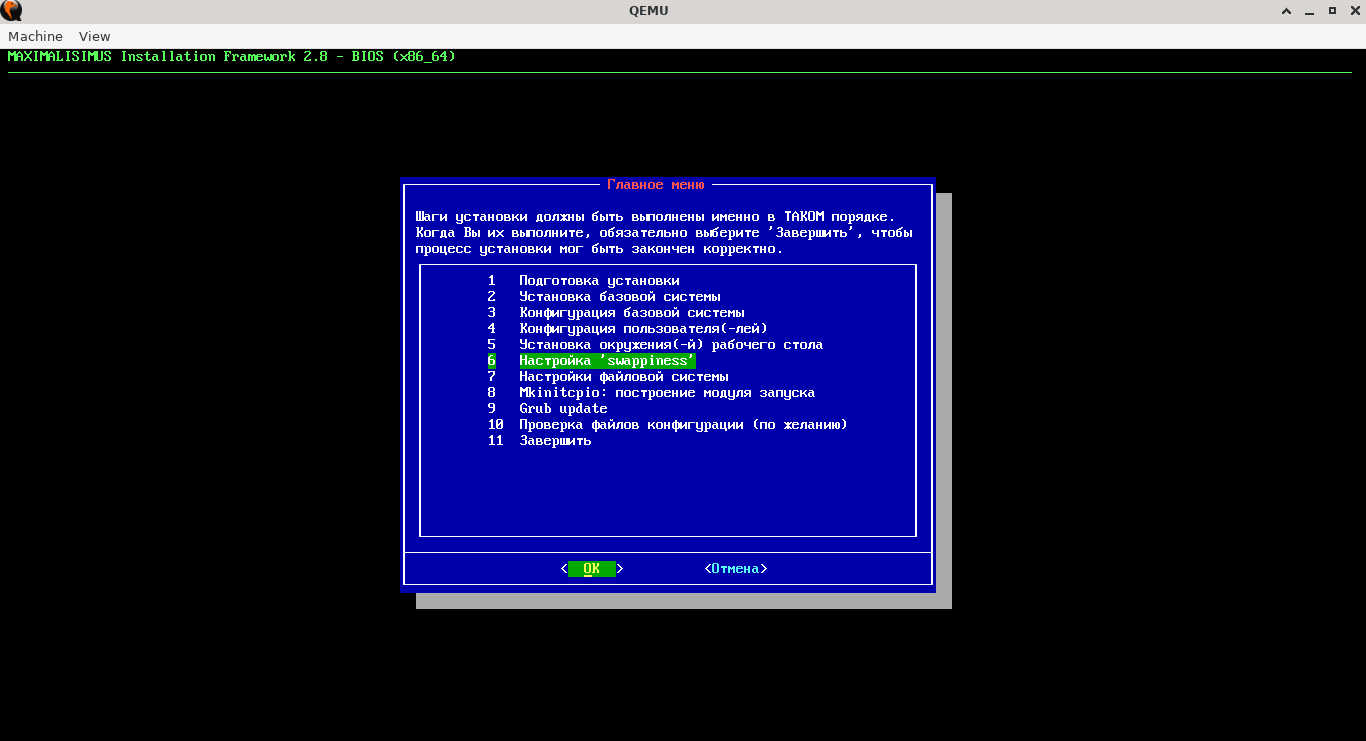 QEMU
Machine View
MAXIMALISIMUS Installation Framework 2.8 - BIOS (x86_64)
Главное меню
Шаги установки должны быть выполнены именно в ТАКОМ порядке.
Когда Вы их выполните, обязательно выберите 'Завершить', чтобы
процесс установки мог быть закончен корректно.
1 Подготовка установки
2 Установка базовой системы
3 Конфигурация базовой системы
4 Конфигурация пользователя(-лей)
5 Установка окружения(-й) рабочего стола
6 Настройка 'swappiness'
7 Настройки файловой системы
8 Mkinitcpio: построение модуля запуска
9 Grub update
10 Проверка файлов конфигурации (по желанию)
11 Завершить
< OK > <Отмена>